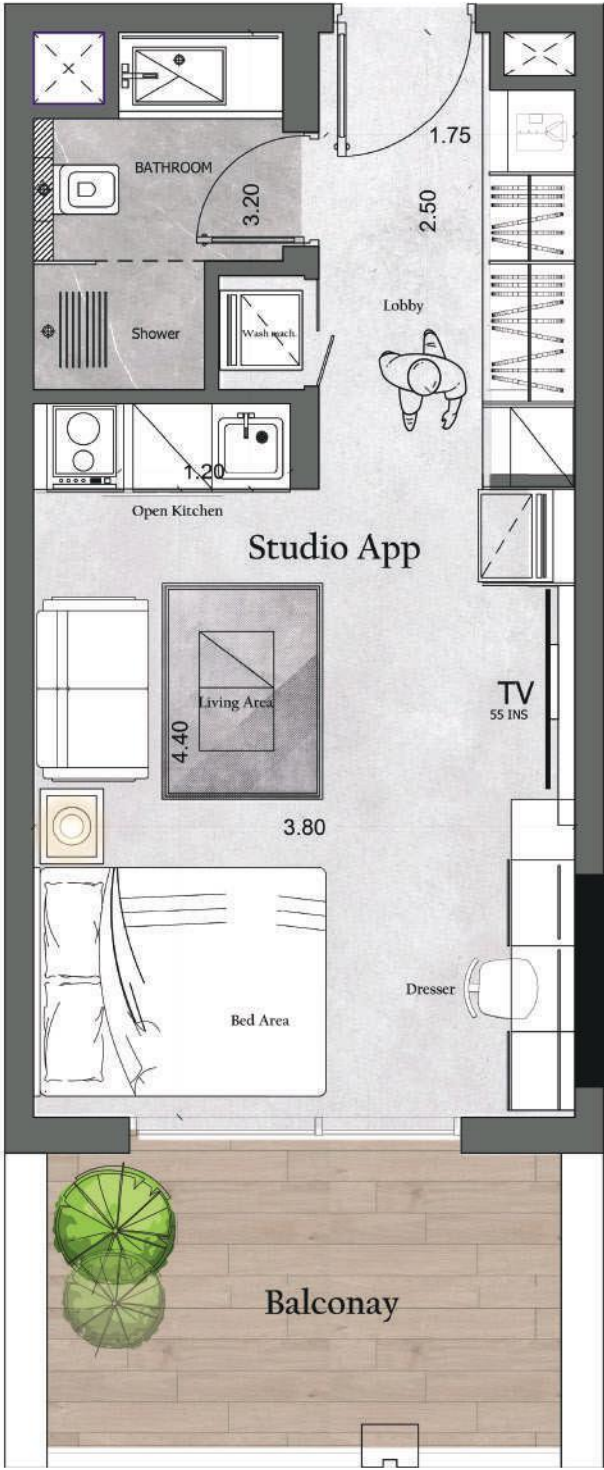 1.75
BATHROOM
3.20
2.50
Lobby
Shower
Wash mach.
1.20
Open Kitchen
Studio App
Living Area
TV
55 INS
4.40
3.80
Dresser
Bed Area
Balconay